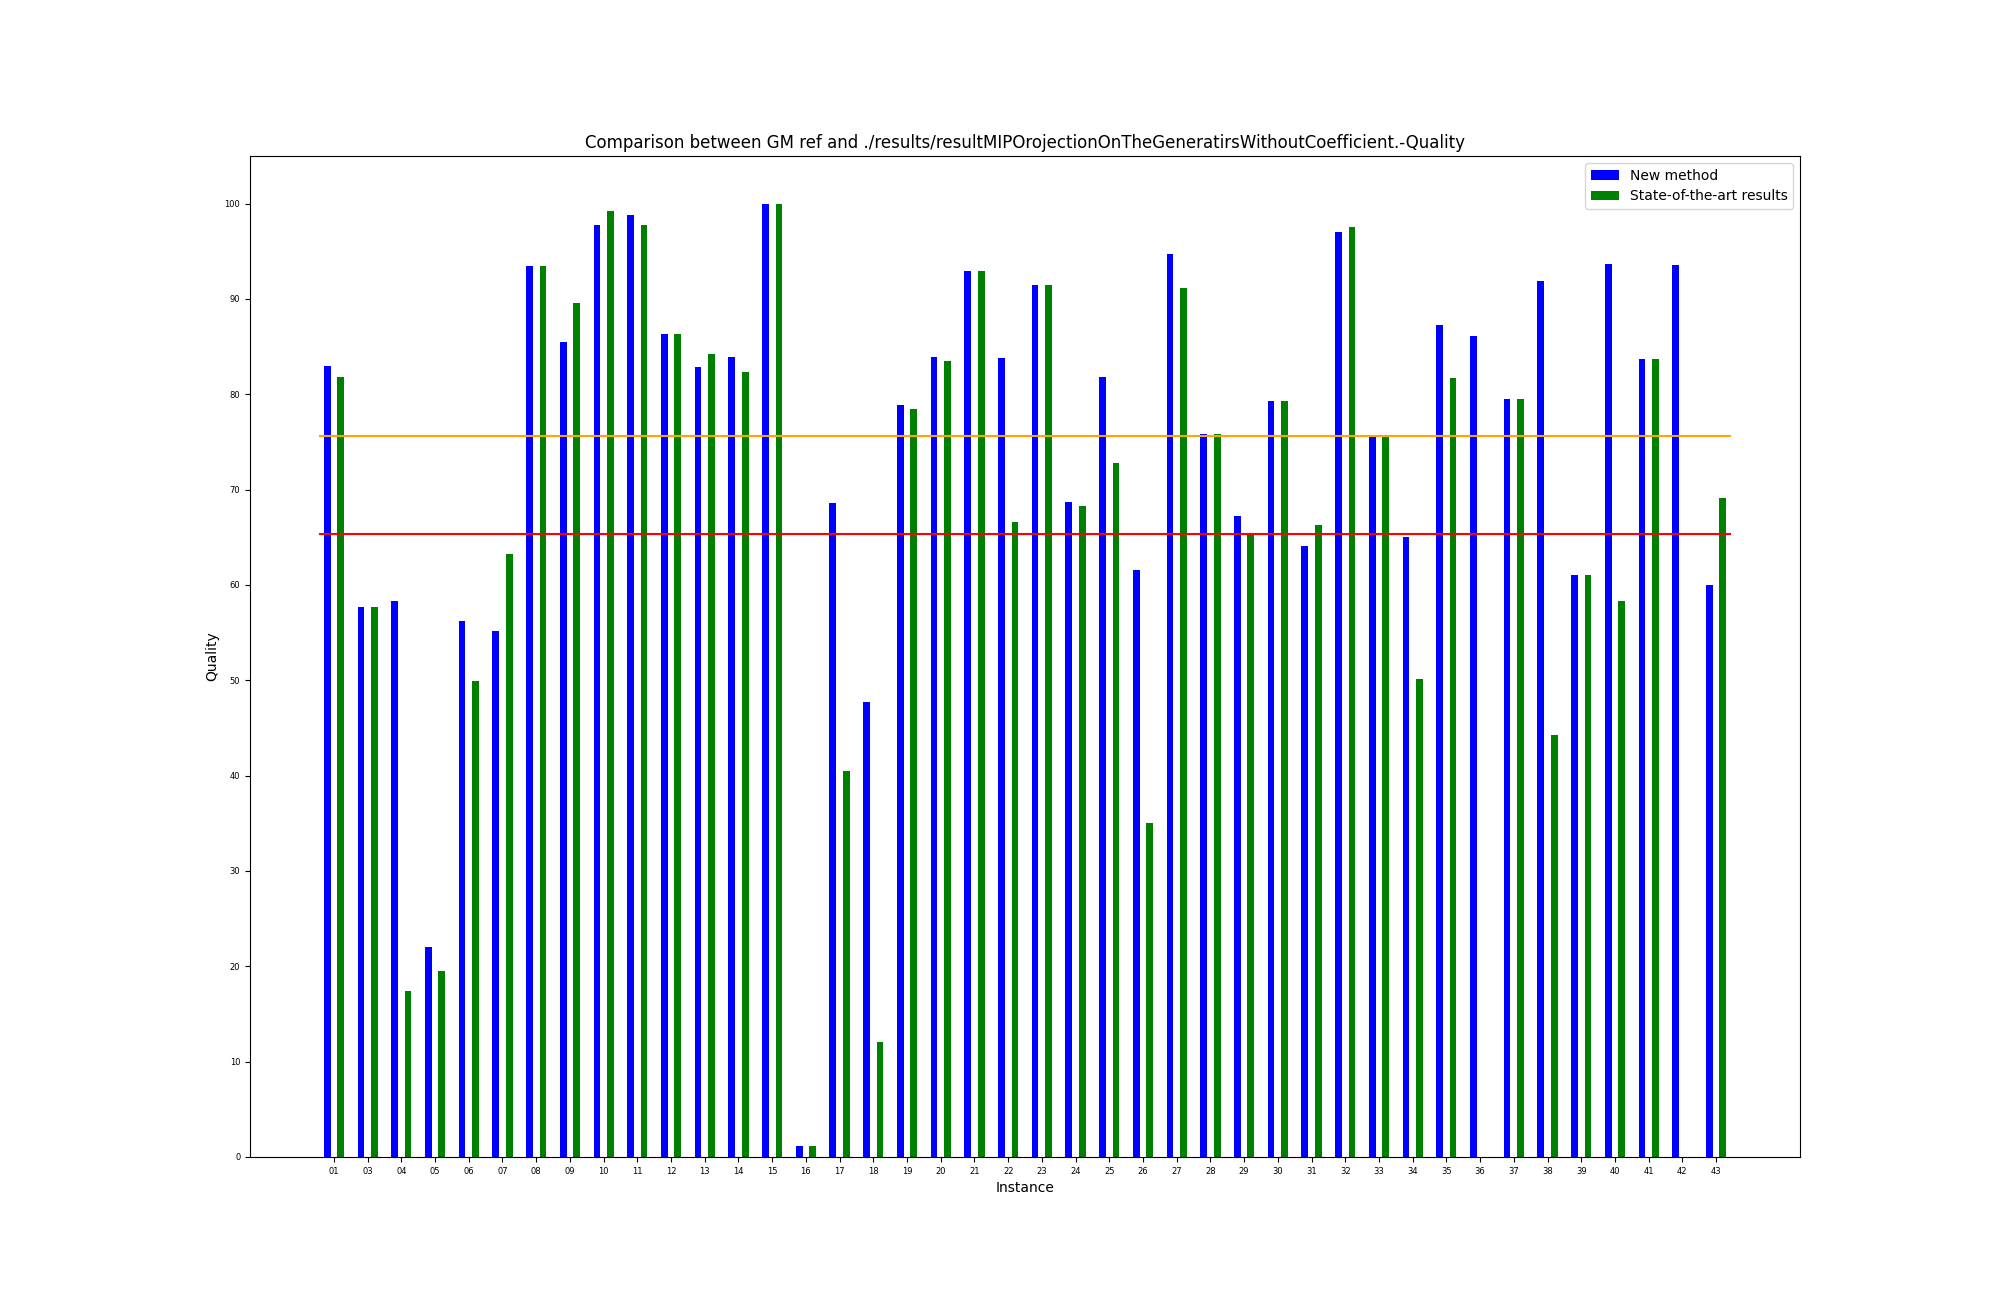 Comparison between GM ref and ./results/resultMIPOrojectionOnTheGeneratirsWithoutCoefficient.-Quality
New method
State-of-the-art results
100
90
80
70
60
50
40
30
20
10
0
Quality
01 03 04 05 06 07 08 09 10 11 12 13 14 15 16 17 18 19 20 21 22 23 24 25 26 27 28 29 30 31 32 33 34 35 36 37 38 39 40 41 42 43
Instance